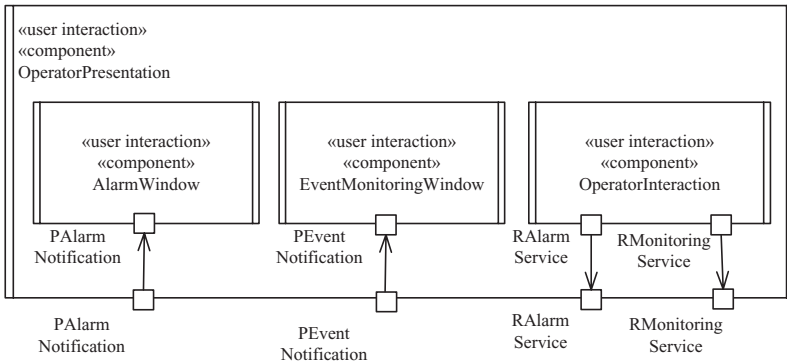 «user interaction»
«component»
OperatorPresentation
«user interaction»
«component»
AlarmWindow
«user interaction»
«component»
EventMonitoringWindow
«user interaction»
«component»
OperatorInteraction
PAlarm
Notification
PEvent
Notification
RAlarm
Service
RMonitoring
Service
PAlarm
Notification
PEvent
Notification
RAlarm
Service
RMonitoring
Service